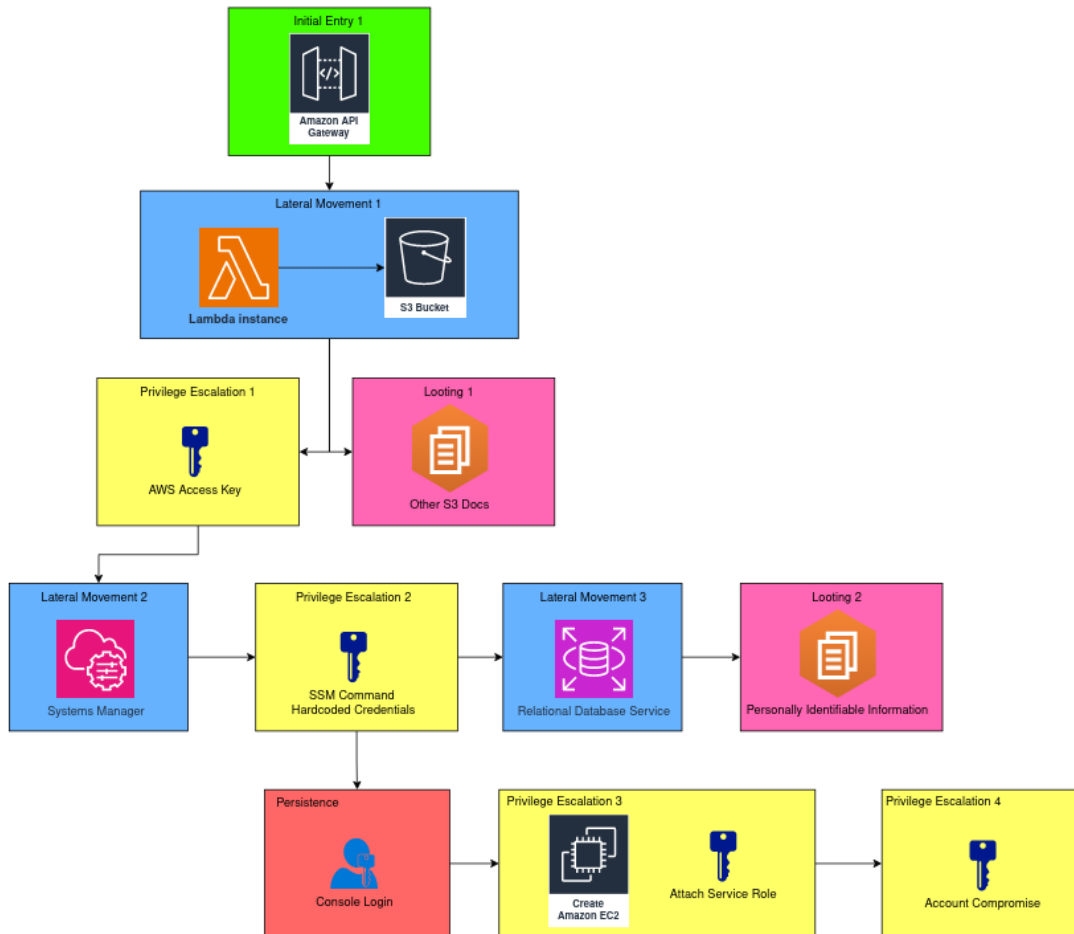 Initial Entry 1
</>
Amazon API
Gateway
Lateral Movement 1
Lambda instance
S3 Bucket
Privilege Escalation 1
AWS Access Key
Looting 1
Other S3 Docs
Lateral Movement 2
Systems Manager
Privilege Escalation 2
SSM Command
Hardcoded Credentials
Lateral Movement 3
Relational Database Service
Looting 2
Personally Identifiable Information
Persistence
Console Login
Privilege Escalation 3
Create
Amazon EC2
Attach Service Role
Privilege Escalation 4
Account Compromise